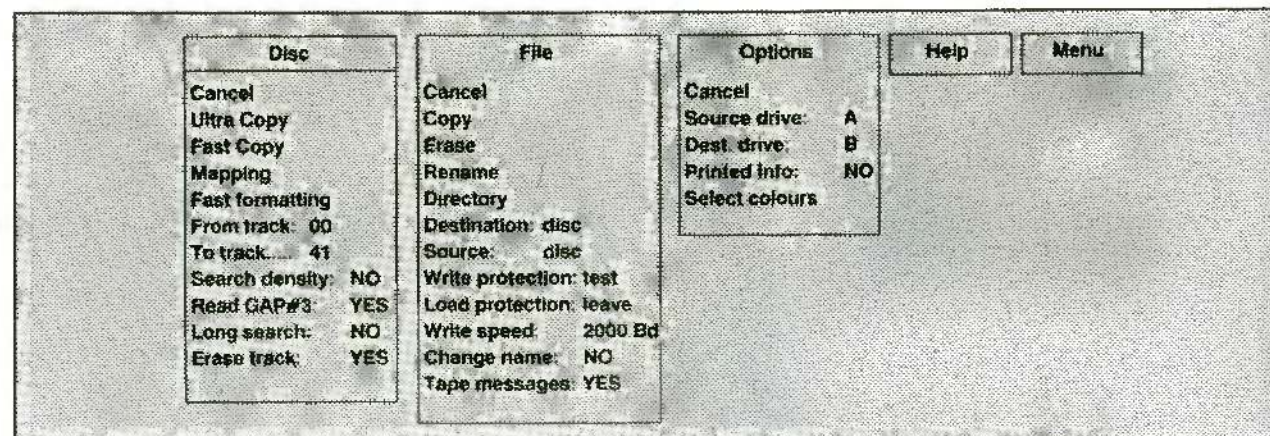 Disc
Cancel
Ultra Copy
Fast Copy
Mapping
Fast formatting
From track: 00
To track..... 41
Search density: NO
Read GAP#3: YES
Long search: NO
Erase track: YES
File
Cancel
Copy
Erase
Rename
Directory
Destination: disc
Source: disc
Write protection: test
Load protection: leave
Write speed: 2000 Bd
Change name: NO
Tape messages: YES
Options
Cancel
Source drive: A
Dest. drive: B
Printed info: NO
Select colours
Help
Menu